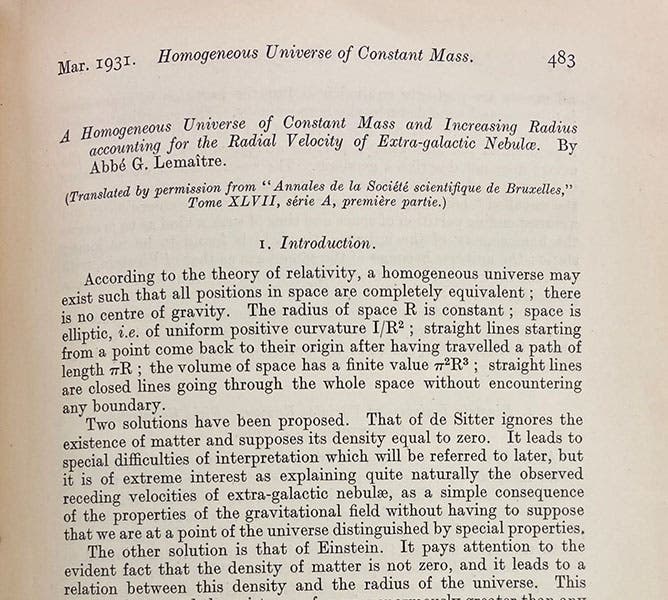 Mar. 1931. Homogeneous Universe of Constant Mass. 483
A Homogeneous Universe of Constant Mass and Increasing Radius
accounting for the Radial Velocity of Extra-galactic Nebulæ. By
Abbé G. Lemaître.
(Translated by permission from "Annales de la Société scientifique de Bruxelles,"
Tome XLVII, série A, première partie.)
1. Introduction.
According to the theory of relativity, a homogeneous universe may
exist such that all positions in space are completely equivalent ; there
is no centre of gravity. The radius of space R is constant ; space is
elliptic, i.e. of uniform positive curvature 1/R² ; straight lines starting
from a point come back to their origin after having travelled a path of
length πR ; the volume of space has a finite value π²R³ ; straight lines
are closed lines going through the whole space without encountering
any boundary.
Two solutions have been proposed. That of de Sitter ignores the
existence of matter and supposes its density equal to zero. It leads to
special difficulties of interpretation which will be referred to later, but
it is of extreme interest as explaining quite naturally the observed
receding velocities of extra-galactic nebulæ, as a simple consequence
of the properties of the gravitational field without having to suppose
that we are at a point of the universe distinguished by special properties.
The other solution is that of Einstein. It pays attention to the
evident fact that the density of matter is not zero, and it leads to a
relation between this density and the radius of the universe. This